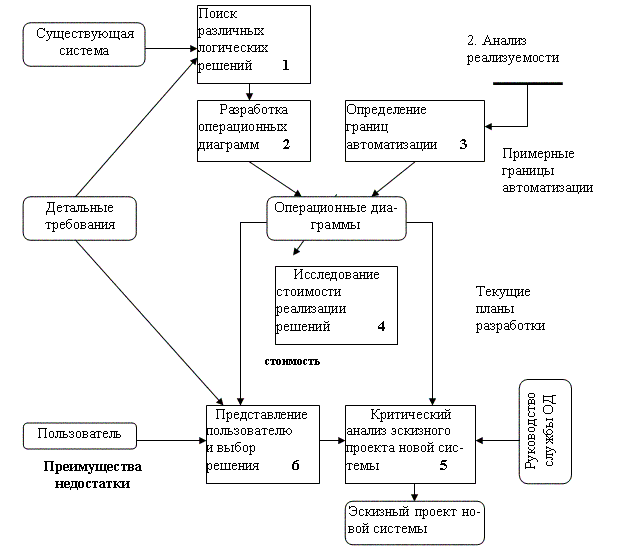 Поиск
различных
логических
решений 1
Существующая
система
2. Анализ
реализуемости
Разработка
операционных
диаграмм 2
Определение
границ
автоматизации 3
Примерные
границы
автоматизации
Детальные
требования
Операционные диа-
граммы
Исследование
стоимости
реализации
решений 4
Текущие
планы
разработки
стоимость
Представление
пользователю
и выбор
решения 6
Критический
анализ эскизного
проекта новой сис-
темы 5
Руководство
службы ОД
Пользователь
Преимущества
недостатки
Эскизный проект но-
вой системы